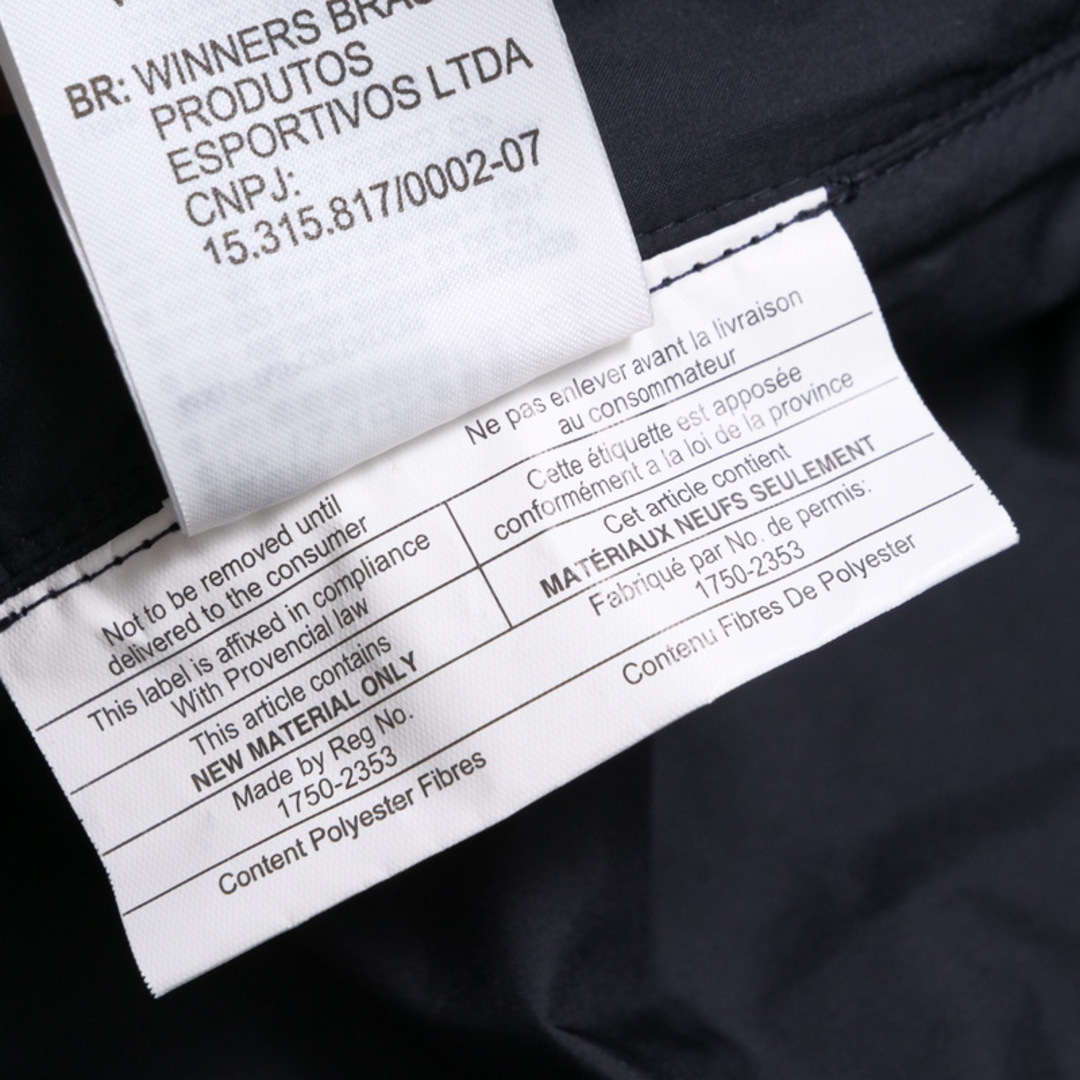 BR: WINNERS
PRODUTOS
ESPORTIVOS LTDA
CNPJ:
15.315.817/0002-07
Ne pas enlever avant la livraison
au consommateur
Cette étiquette est apposée
conformément a la loi de la province
Cet article contient
MATÉRIAUX NEUFS SEULEMENT
Fabriqué par No. de permis:
1750-2353
Contenu Fibres De Polyester
Not to be removed until
delivered to the consumer
This label is affixed in compliance
With Provencial law
This article contains
NEW MATERIAL ONLY
Made by Reg No.
1750-2353
Content Polyester Fibres